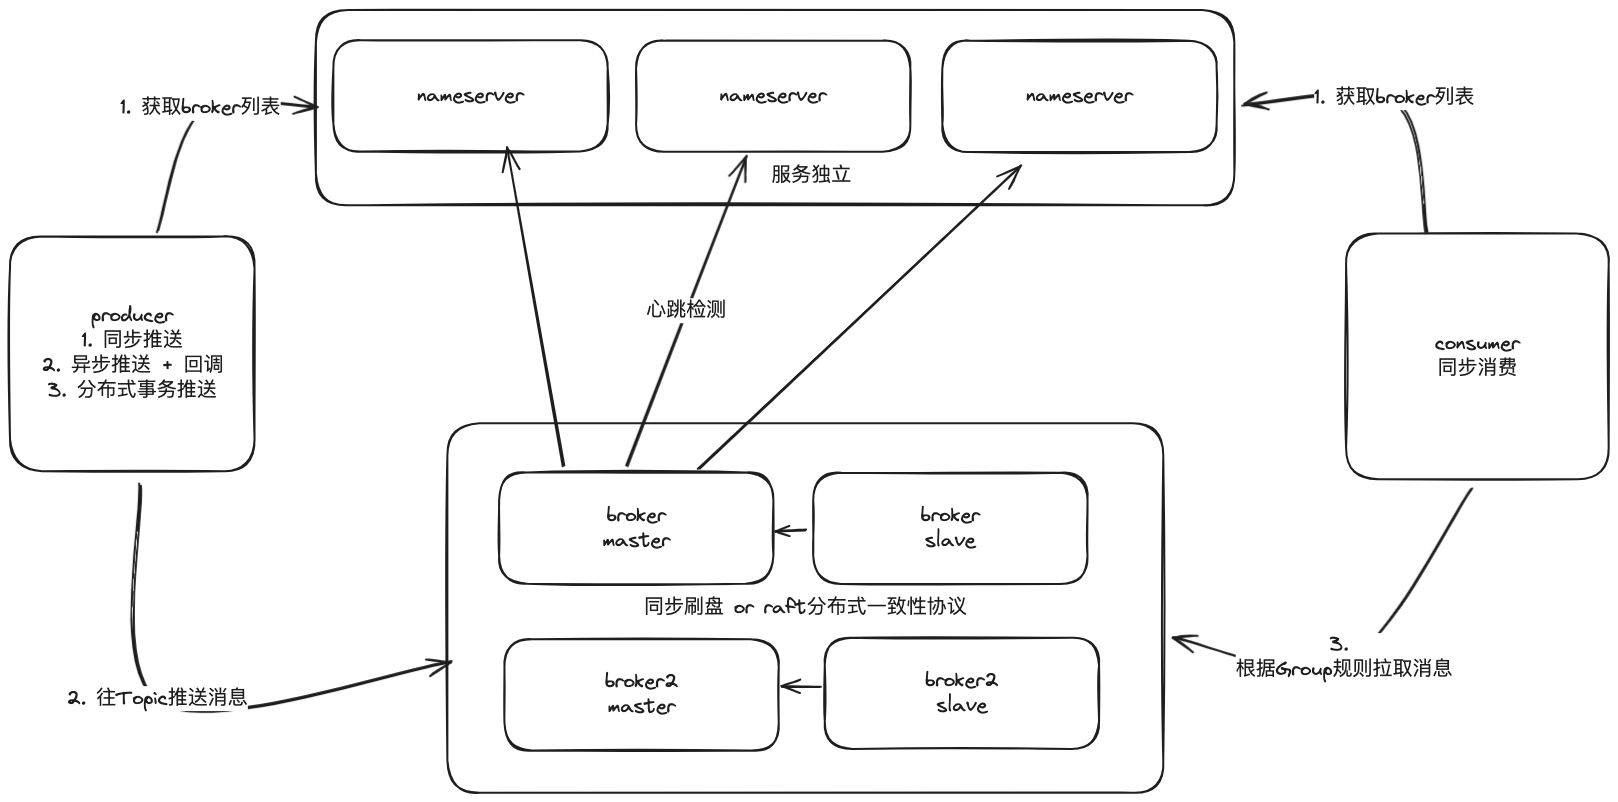 nameserver
nameserver
nameserver
1. 获取broker列表
1. 获取broker列表
服务独立
producer
1. 同步推送
2. 异步推送 + 回调
3. 分布式事务推送
心跳检测
consumer
同步消费
broker
master
broker
slave
同步刷盘 or raft分布式一致性协议
broker2
master
broker2
slave
2. 往Topic推送消息
3.
根据Group规则拉取消息